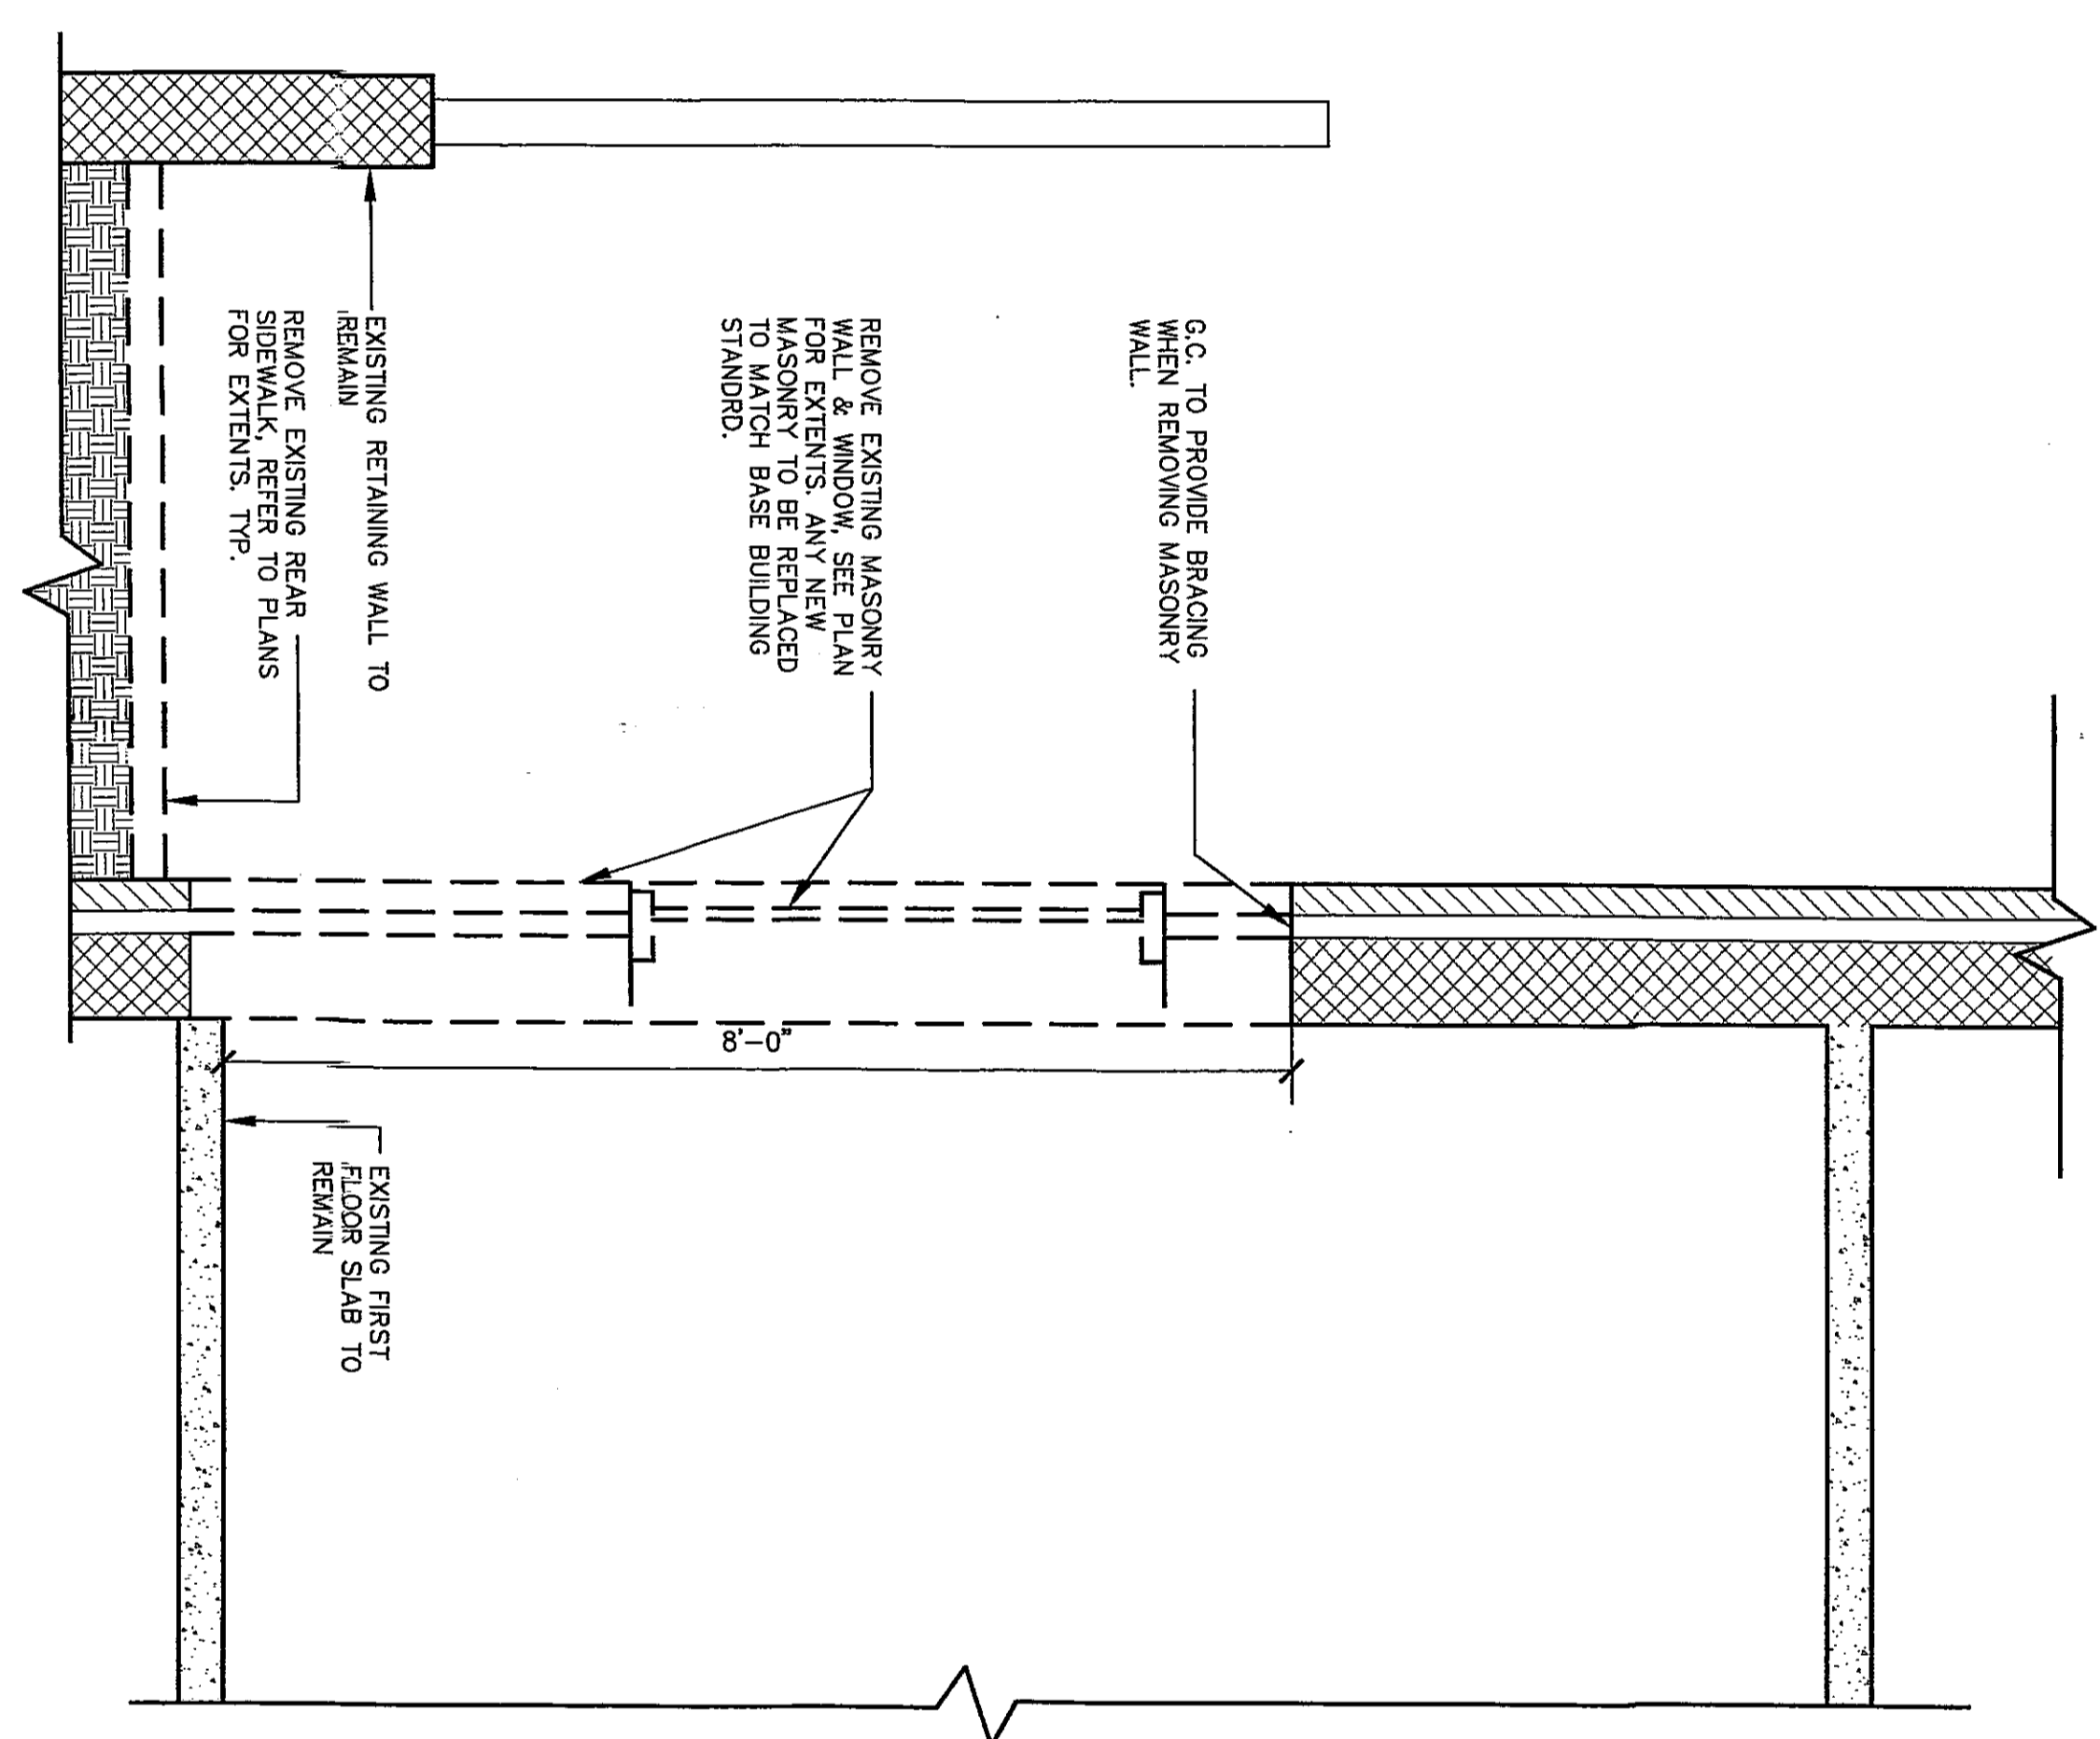 G.C. TO PROVIDE BRACING
WHEN REMOVING MASONRY
WALL.
REMOVE EXISTING MASONRY
WALL & WINDOW, SEE PLAN
FOR EXTENTS. ANY NEW
MASONRY TO BE REPLACED
TO MATCH BASE BUILDING
STANDRD.
8'-0"
EXISTING RETAINING WALL TO
REMAIN
REMOVE EXISTING REAR
SIDEWALK, REFER TO PLANS
FOR EXTENTS. TYP.
EXISTING FIRST
FLOOR SLAB TO
REMAIN